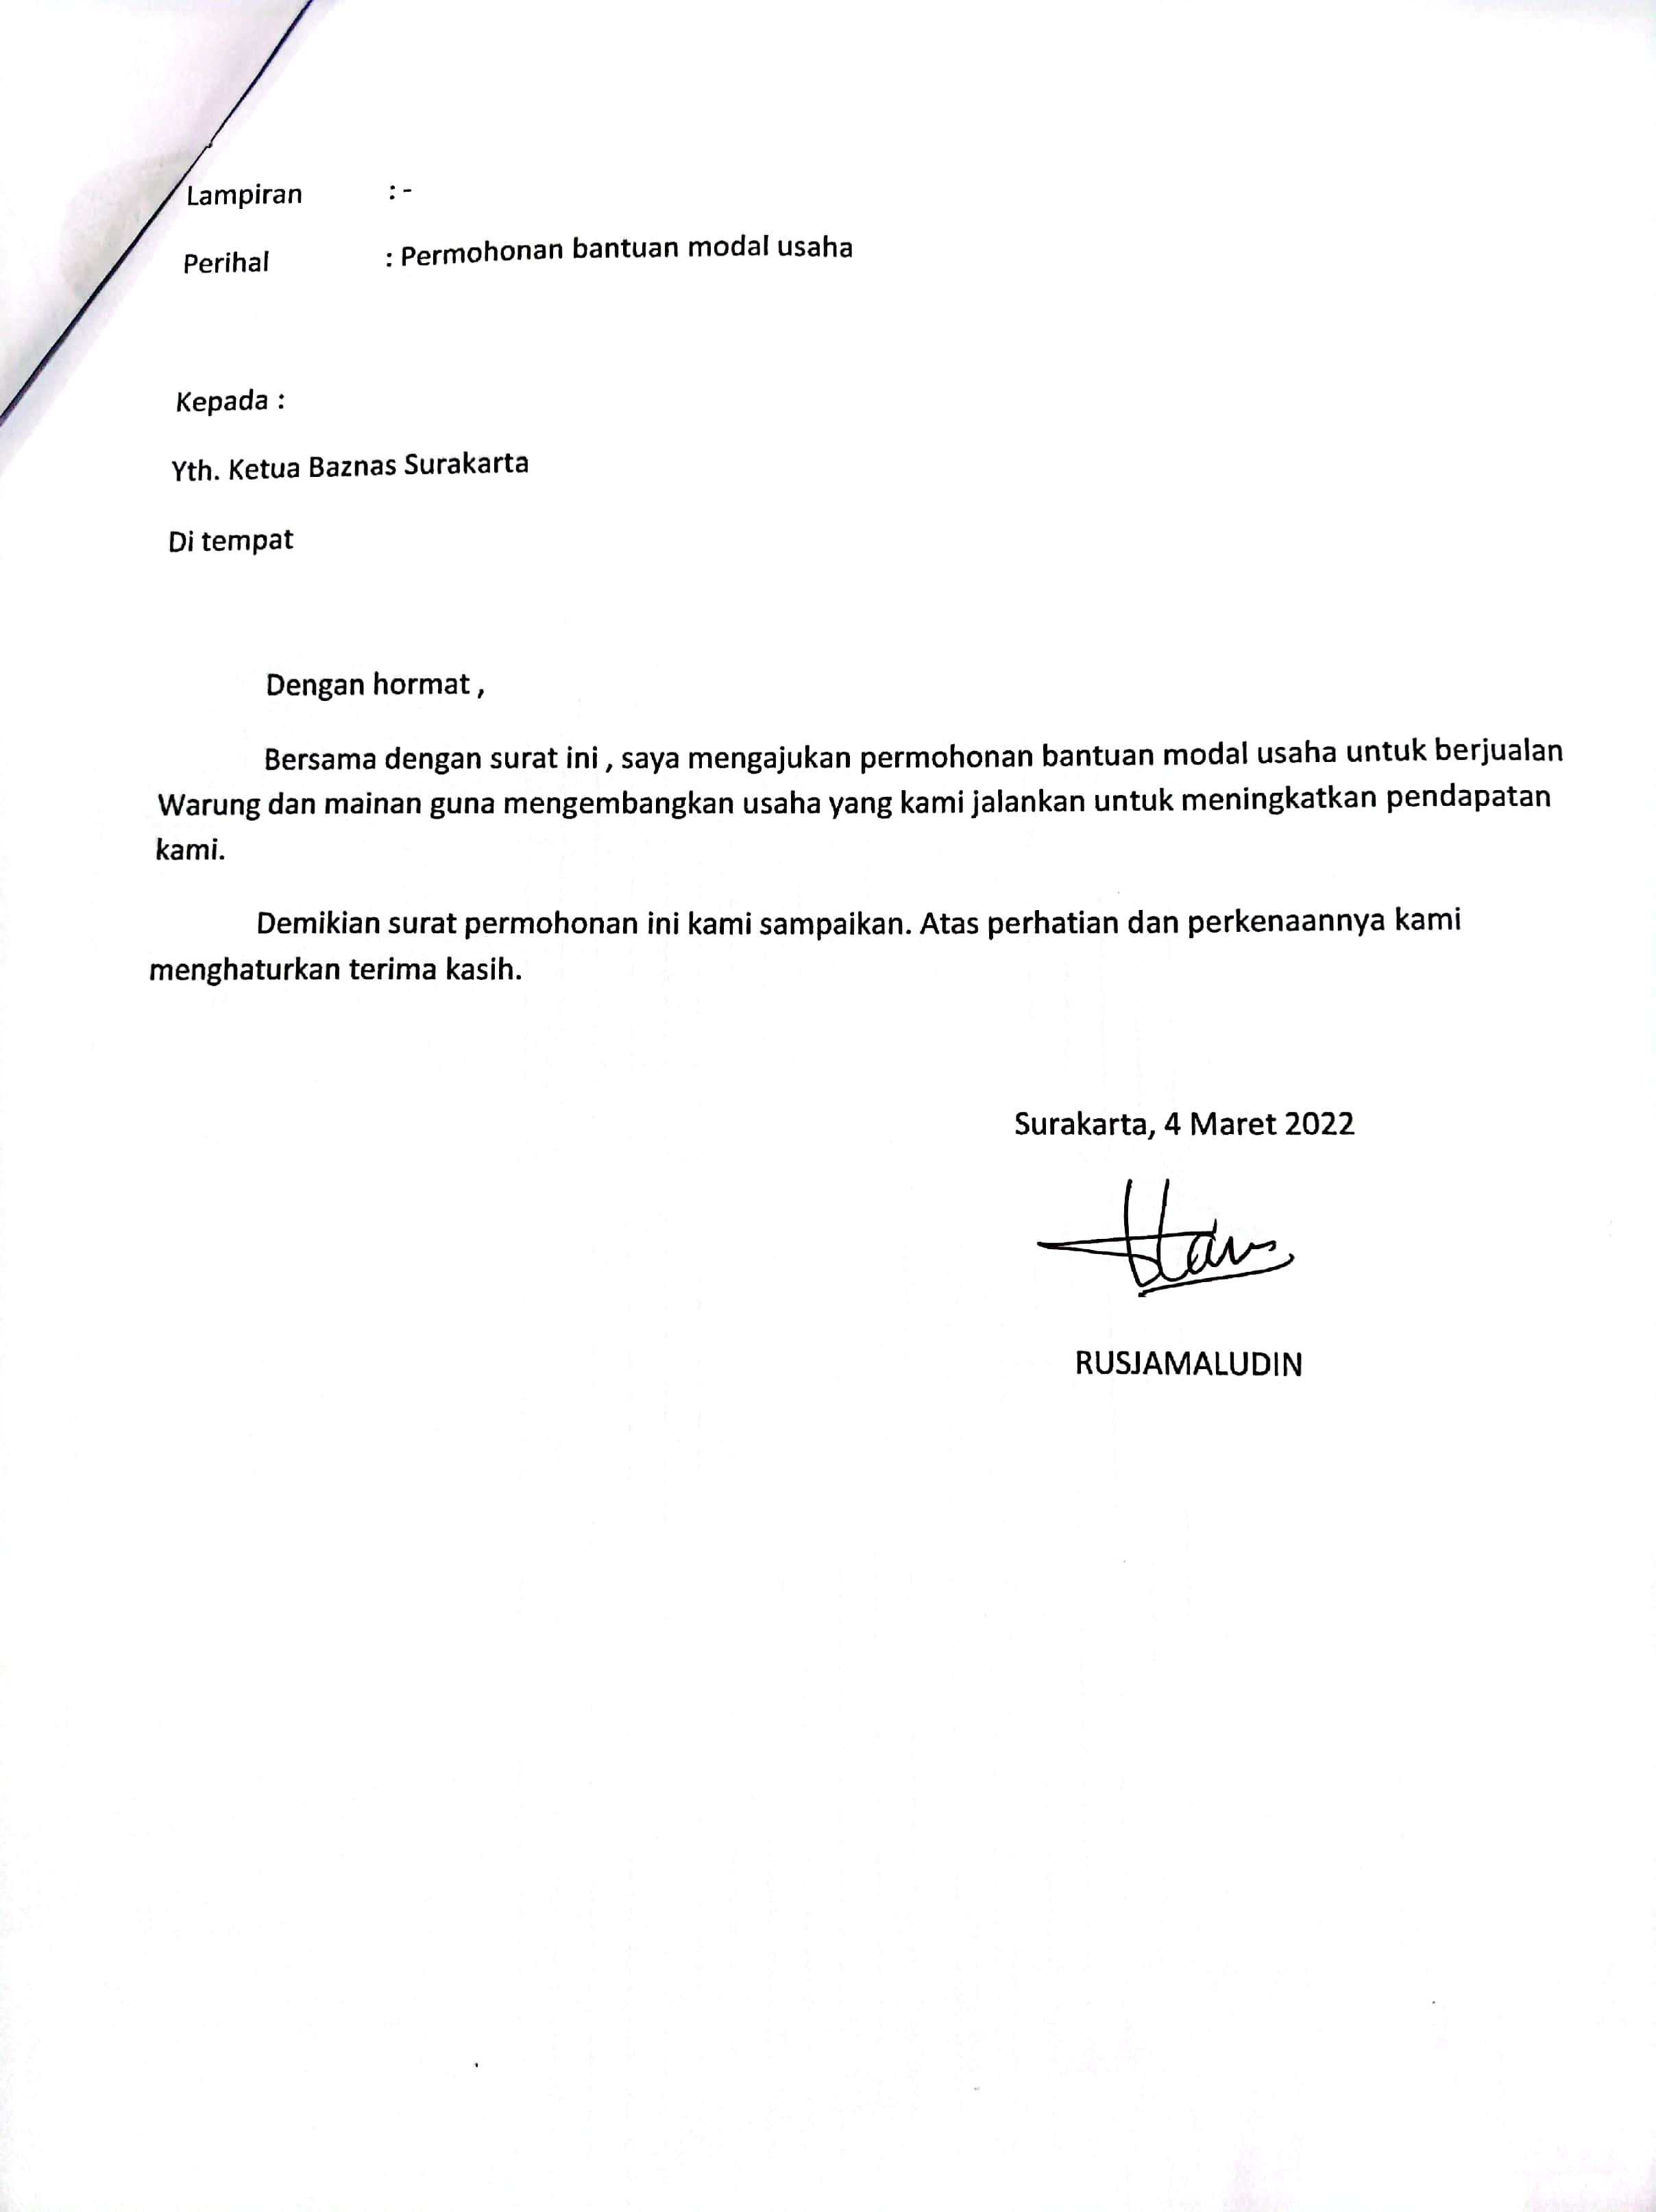 Lampiran : -
Perihal : Permohonan bantuan modal usaha
Kepada :
Yth. Ketua Baznas Surakarta
Di tempat
Dengan hormat ,
Bersama dengan surat ini , saya mengajukan permohonan bantuan modal usaha untuk berjualan
Warung dan mainan guna mengembangkan usaha yang kami jalankan untuk meningkatkan pendapatan
kami.
Demikian surat permohonan ini kami sampaikan. Atas perhatian dan perkenaannya kami
menghaturkan terima kasih.
Surakarta, 4 Maret 2022
RUSJAMALUDIN